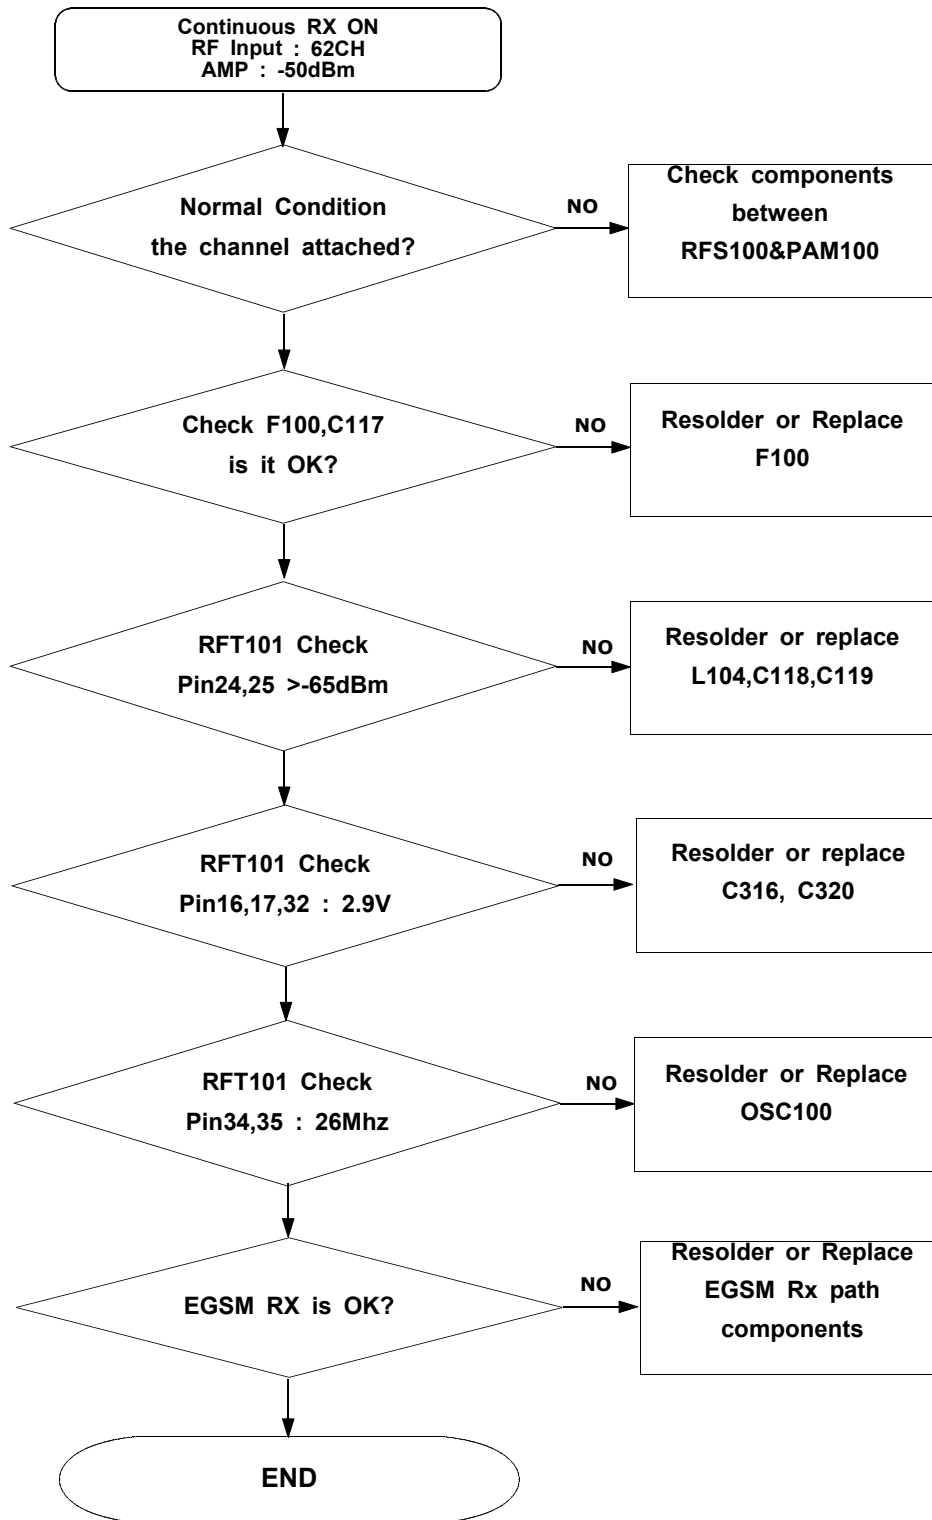 Continuous RX ON
RF Input : 62CH
AMP : -50dBm
Normal Condition
the channel attached?
NO
Check components
between
RFS100&PAM100
Check F100,C117
is it OK?
NO
Resolder or Replace
F100
RFT101 Check
Pin24,25 >-65dBm
NO
Resolder or replace
L104,C118,C119
RFT101 Check
Pin16,17,32 : 2.9V
NO
Resolder or replace
C316, C320
RFT101 Check
Pin34,35 : 26Mhz
NO
Resolder or Replace
OSC100
EGSM RX is OK?
NO
Resolder or Replace
EGSM Rx path
components
END